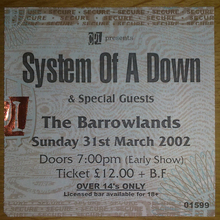 presents
System Of A Down
& Special Guests
The Barrowlands
Sunday 31st March 2002
Doors 7:00pm (Early Show)
Ticket £12.00 + B.F
OVER 14's ONLY
Licensed bar available for 18+
01599